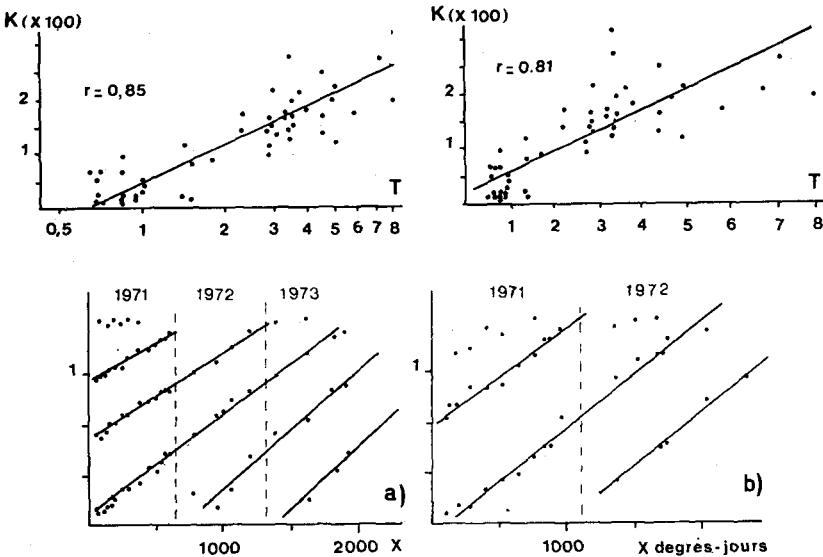 K (x 100)
r = 0,85
2
1
T
0,5 1 2 3 4 5 6 7 8
K (x100)
r = 0.81
2
1
T
1 2 3 4 5 6 7 8
1971 1972 1973
1
a)
1000 2000 X
1971 1972
1
b)
1000 X degrès-jours